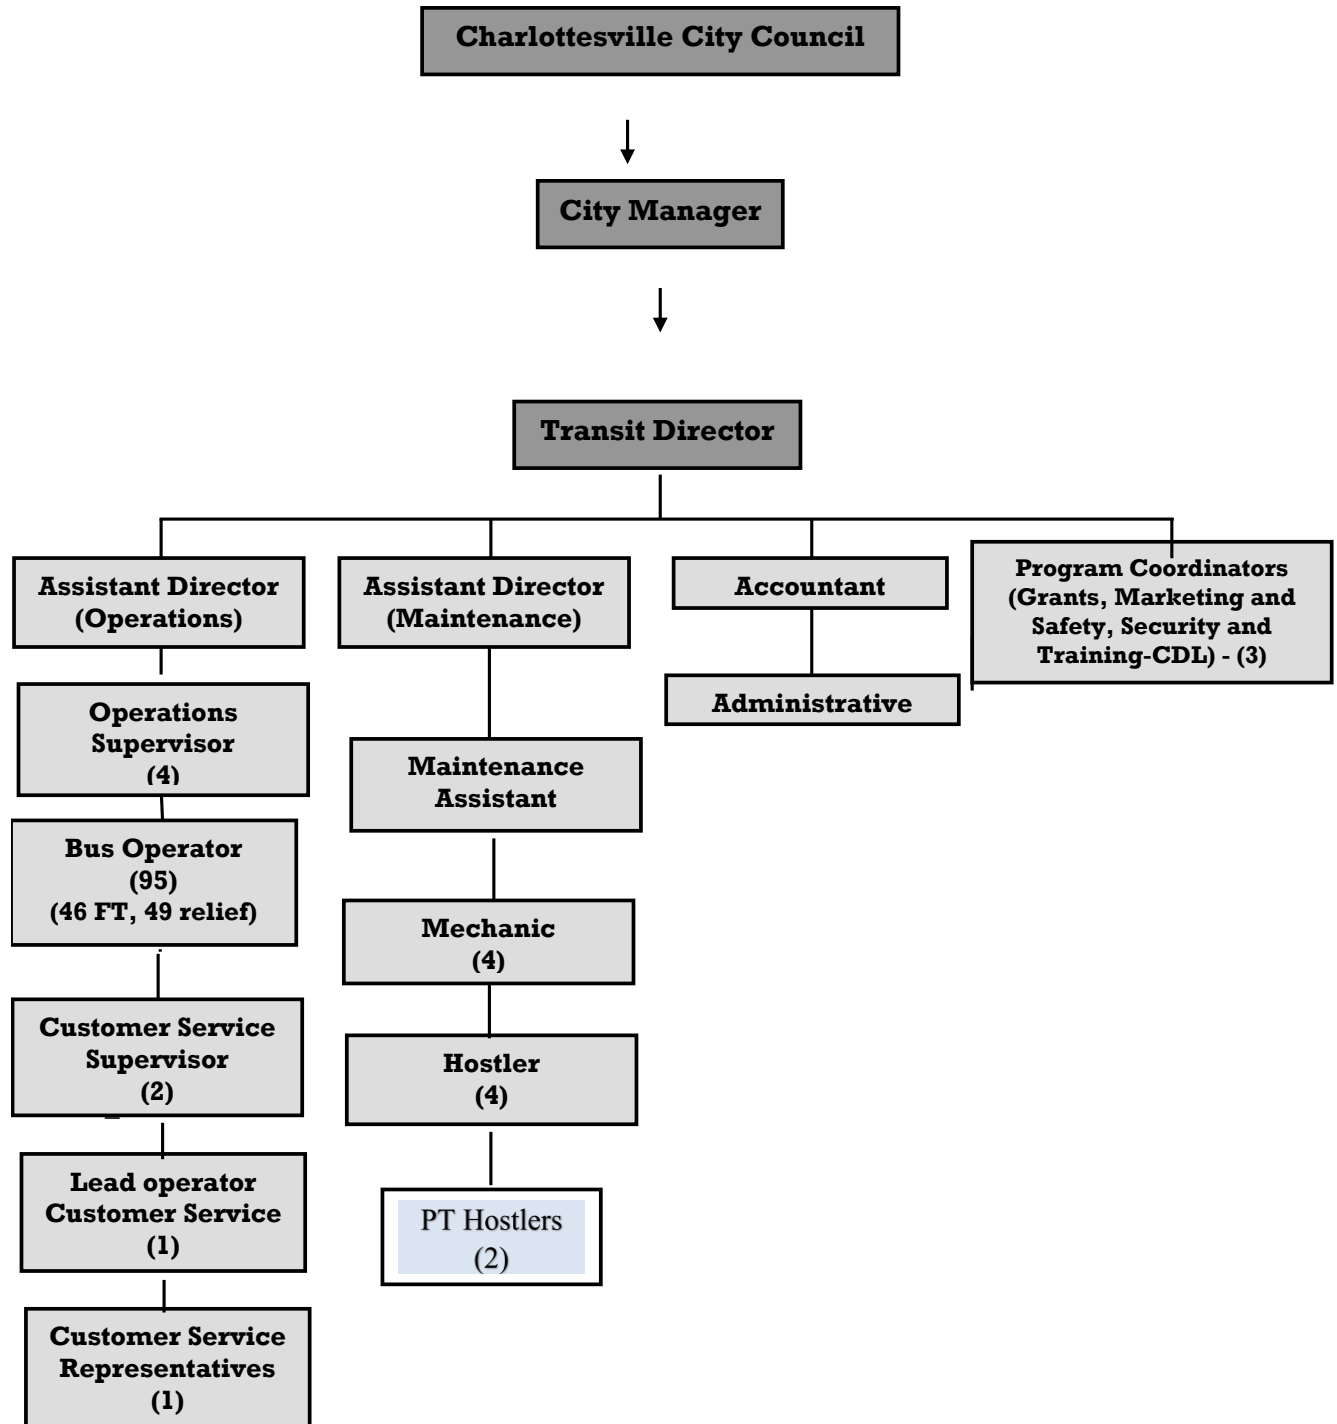 Charlottesville City Council
City Manager
Transit Director
Assistant Director
(Operations)
Operations
Supervisor
(4)
Bus Operator
(95)
(46 FT, 49 relief)
Customer Service
Supervisor
(2)
Lead operator
Customer Service
(1)
Customer Service
Representatives
(1)
Assistant Director
(Maintenance)
Maintenance
Assistant
Mechanic
(4)
Hostler
(4)
PT Hostlers
(2)
Accountant
Administrative
Program Coordinators
(Grants, Marketing and
Safety, Security and
Training-CDL) - (3)